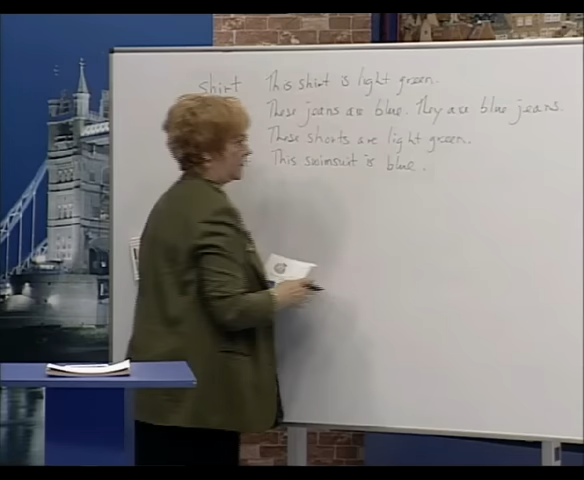 shirt This shirt is light green.
These jeans are blue. They are blue jeans.
These shorts are light green.
This swimsuit is blue.